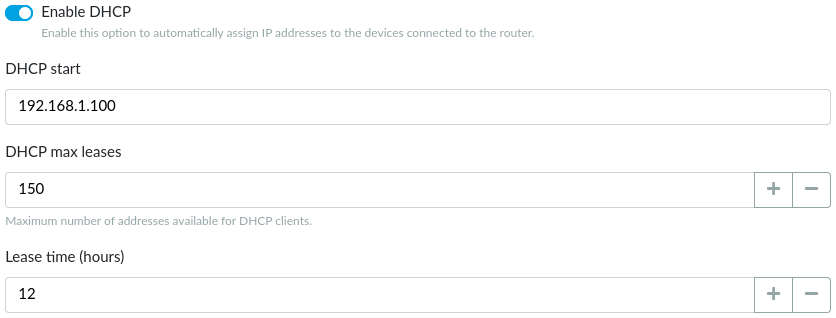 Enable DHCP
Enable this option to automatically assign IP addresses to the devices connected to the router.
DHCP start
192.168.1.100
DHCP max leases
150
Maximum number of addresses available for DHCP clients.
Lease time (hours)
12